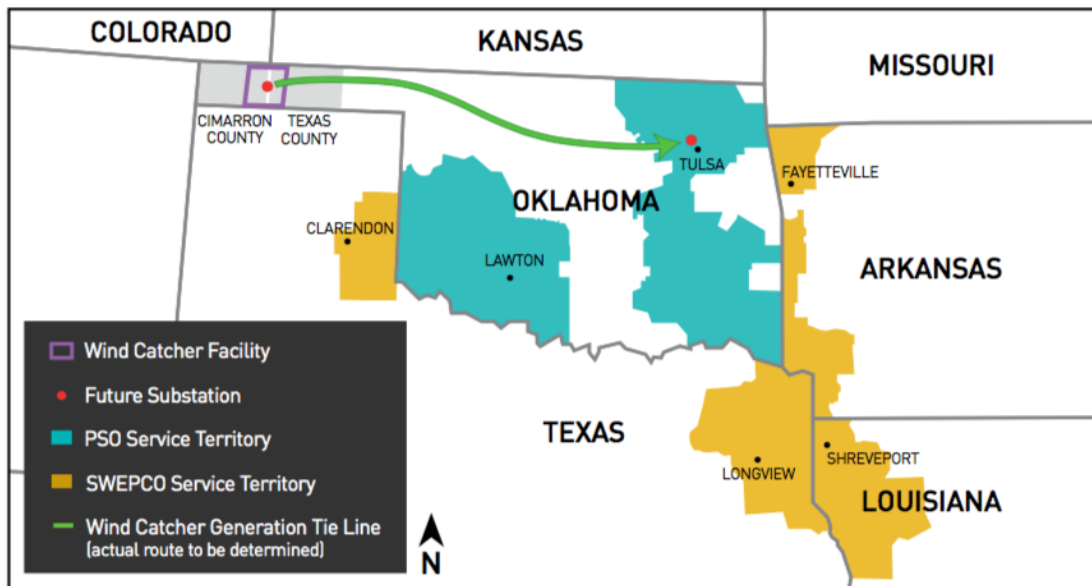 COLORADO
KANSAS
MISSOURI
CIMARRON
COUNTY
TEXAS
COUNTY
TULSA
FAYETTEVILLE
OKLAHOMA
CLARENDON
LAWTON
ARKANSAS
Wind Catcher Facility
Future Substation
PSO Service Territory
SWEPCO Service Territory
Wind Catcher Generation Tie Line
(actual route to be determined)
TEXAS
LONGVIEW
SHREVEPORT
LOUISIANA
N